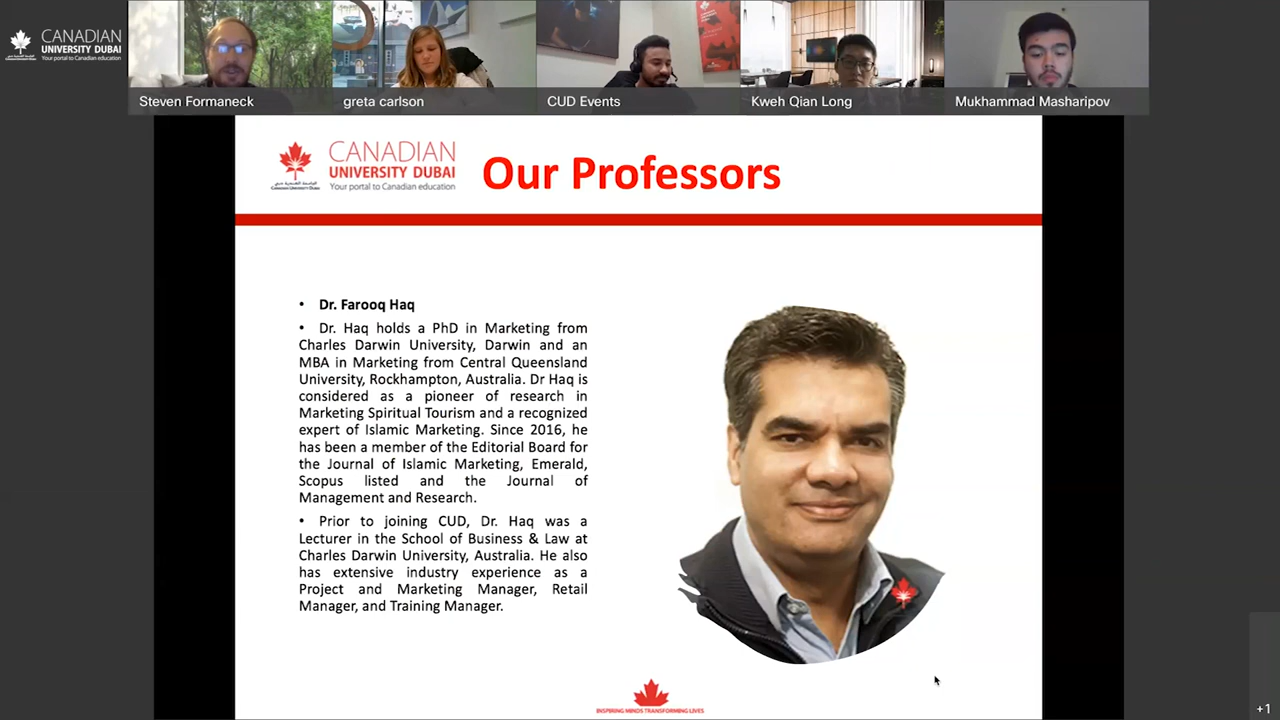 CANADIAN
UNIVERSITY DUBAI
Your portal to Canadian education
Steven Formaneck
greta carlson
CUD Events
Kweh Qian Long
Mukhammad Masharipov
CANADIAN
UNIVERSITY DUBAI
Your portal to Canadian education
الجامعة الكندية دبي
CANADIAN UNIVERSITY DUBAI
Our Professors
• Dr. Farooq Haq
• Dr. Haq holds a PhD in Marketing from
Charles Darwin University, Darwin and an
MBA in Marketing from Central Queensland
University, Rockhampton, Australia. Dr Haq is
considered as a pioneer of research in
Marketing Spiritual Tourism and a recognized
expert of Islamic Marketing. Since 2016, he
has been a member of the Editorial Board for
the Journal of Islamic Marketing, Emerald,
Scopus listed and the Journal of
Management and Research.
• Prior to joining CUD, Dr. Haq was a
Lecturer in the School of Business & Law at
Charles Darwin University, Australia. He also
has extensive industry experience as a
Project and Marketing Manager, Retail
Manager, and Training Manager.
INSPIRING MINDS TRANSFORMING LIVES
+1